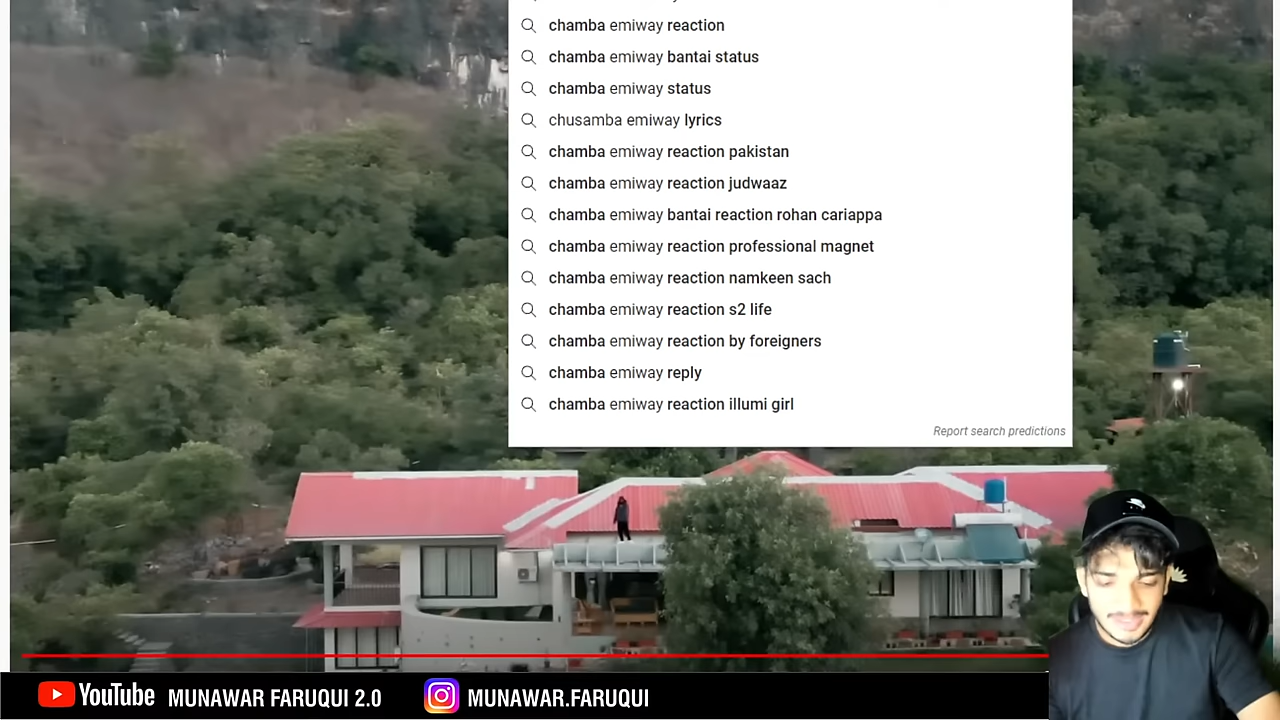 chamba emiway reaction
chamba emiway bantai status
chamba emiway status
chusamba emiway lyrics
chamba emiway reaction pakistan
chamba emiway reaction judwaaz
chamba emiway bantai reaction rohan cariappa
chamba emiway reaction professional magnet
chamba emiway reaction namkeen sach
chamba emiway reaction s2 life
chamba emiway reaction by foreigners
chamba emiway reply
chamba emiway reaction illumi girl
Report search predictions
YouTube MUNAWAR FARUQUI 2.0 MUNAWAR.FARUQUI